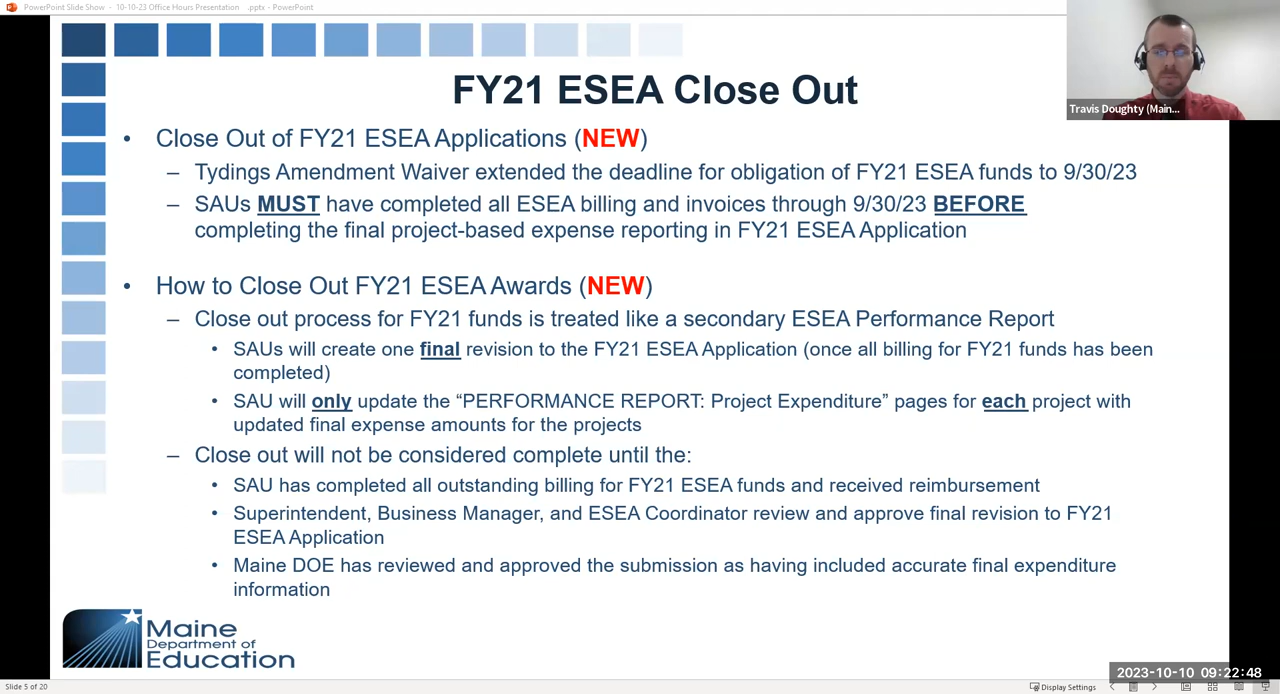 PowerPoint Slide Show - 10-10-23 Office Hours Presentation .pptx - PowerPoint
FY21 ESEA Close Out
Travis Doughty (Main...
• Close Out of FY21 ESEA Applications (NEW)
– Tydings Amendment Waiver extended the deadline for obligation of FY21 ESEA funds to 9/30/23
– SAUs MUST have completed all ESEA billing and invoices through 9/30/23 BEFORE
completing the final project-based expense reporting in FY21 ESEA Application
• How to Close Out FY21 ESEA Awards (NEW)
– Close out process for FY21 funds is treated like a secondary ESEA Performance Report
• SAUs will create one final revision to the FY21 ESEA Application (once all billing for FY21 funds has been
completed)
• SAU will only update the “PERFORMANCE REPORT: Project Expenditure” pages for each project with
updated final expense amounts for the projects
– Close out will not be considered complete until the:
• SAU has completed all outstanding billing for FY21 ESEA funds and received reimbursement
• Superintendent, Business Manager, and ESEA Coordinator review and approve final revision to FY21
ESEA Application
• Maine DOE has reviewed and approved the submission as having included accurate final expenditure
information
Maine
Department of
Education
2023-10-10 09:22:48
Slide 5 of 20
Display Settings